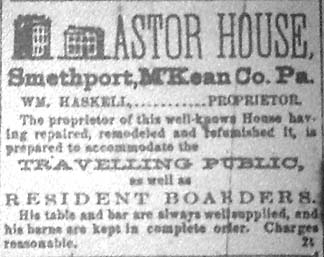 ASTOR HOUSE,
Smethport, M'Kean Co. Pa.
WM. HASKELL,...........PROPRIETOR.
The proprietor of this well-known House hav-
ing repaired, remodeled and refurnished it, is
prepared to accommodate the
TRAVELLING PUBLIC,
as well as
RESIDENT BOARDERS.
His table and bar are always well supplied, and
his barns are kept in complete order. Charges
reasonable. 2t